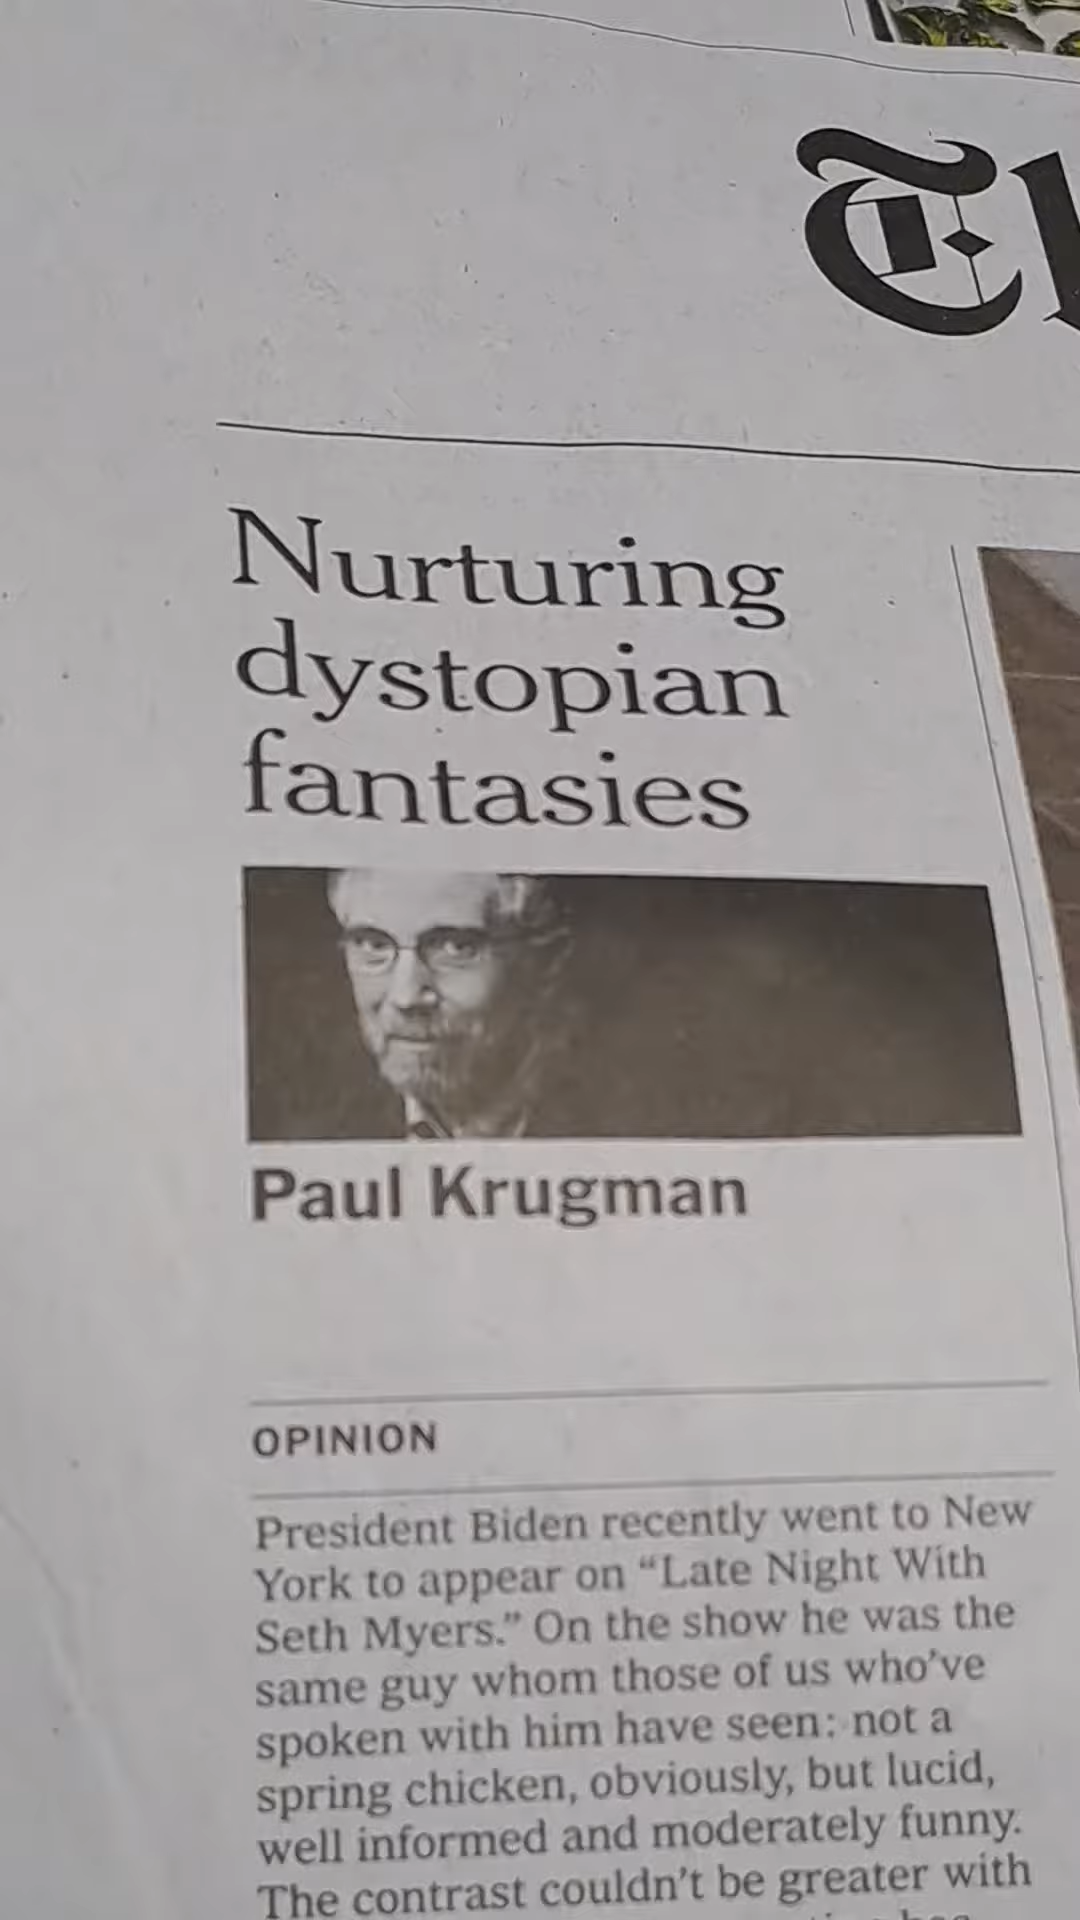 Th
Nurturing
dystopian
fantasies
Paul Krugman
OPINION
President Biden recently went to New
York to appear on “Late Night With
Seth Myers.” On the show he was the
same guy whom those of us who’ve
spoken with him have seen: not a
spring chicken, obviously, but lucid,
well informed and moderately funny.
The contrast couldn’t be greater with